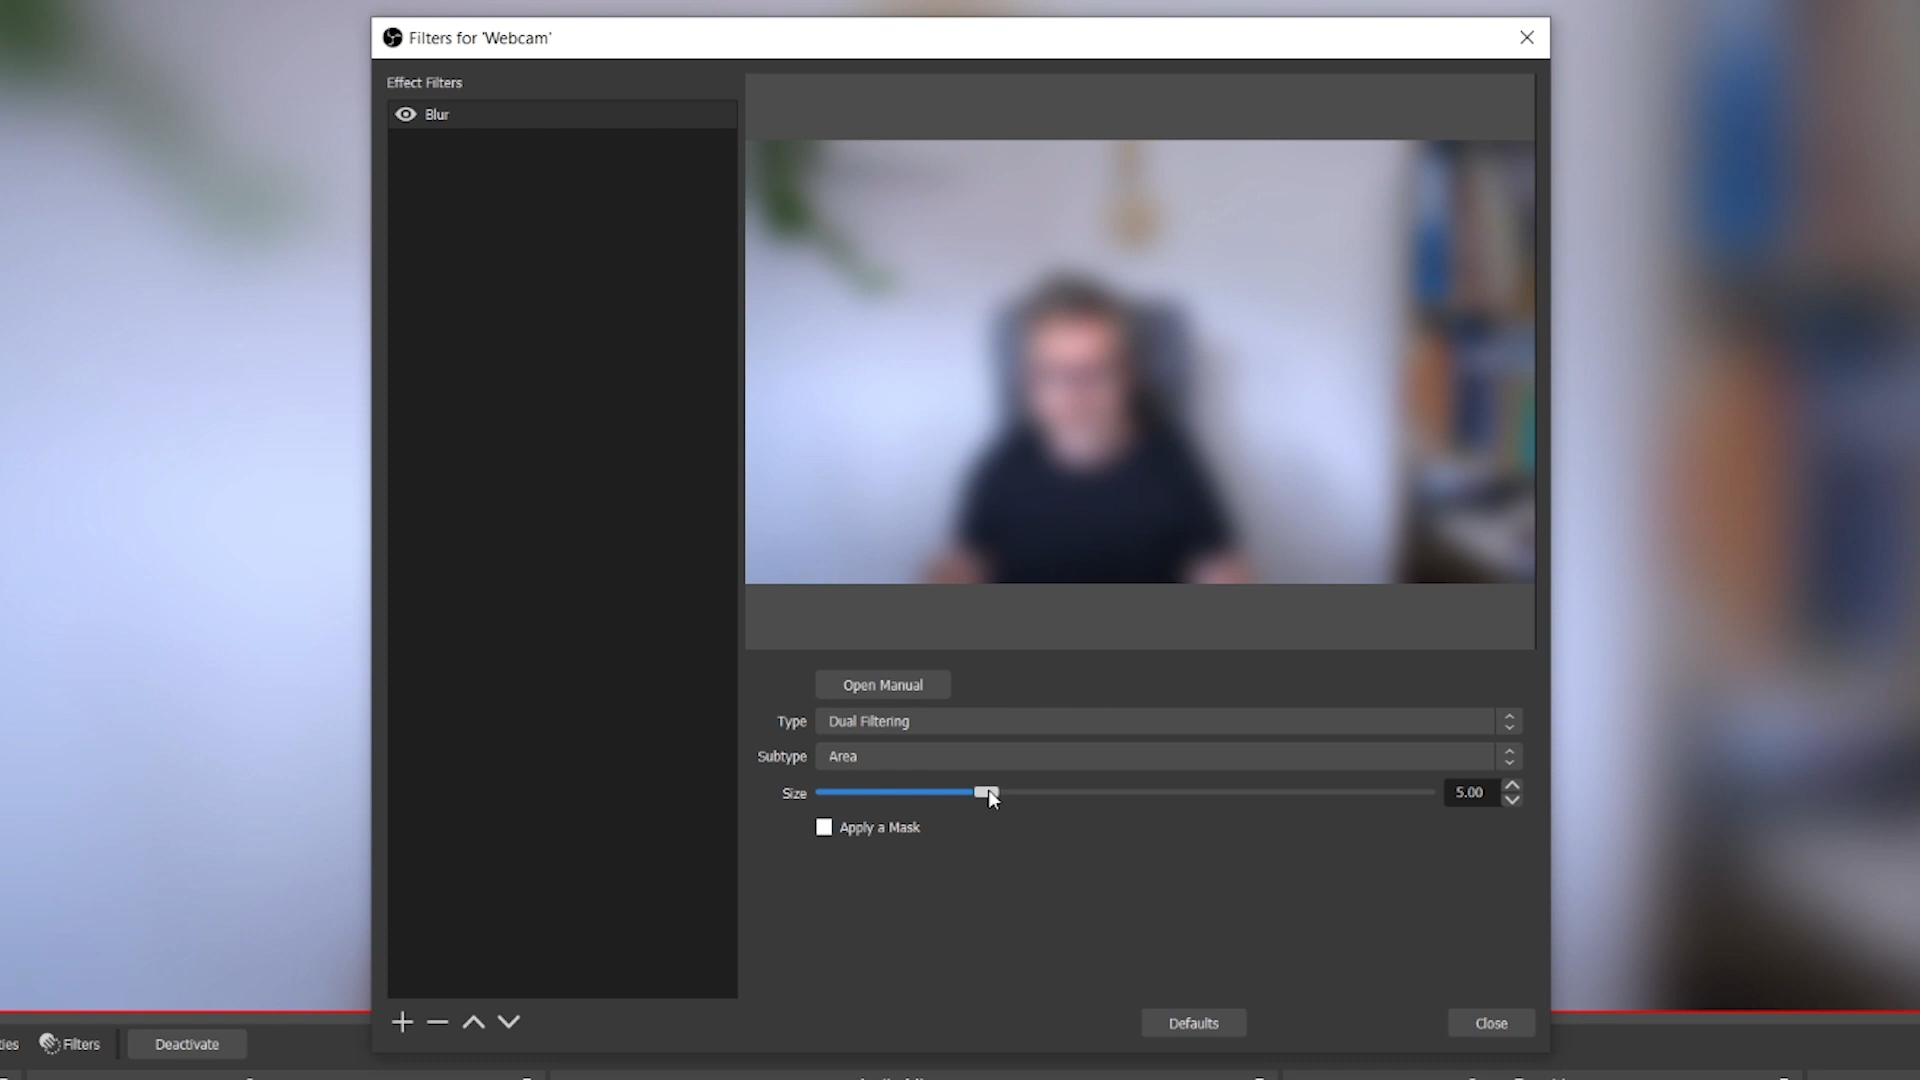 Filters for 'Webcam'
Effect Filters
Blur
Open Manual
Type Dual Filtering
Subtype Area
Size 5.00
Apply a Mask
Defaults Close
Filters Deactivate